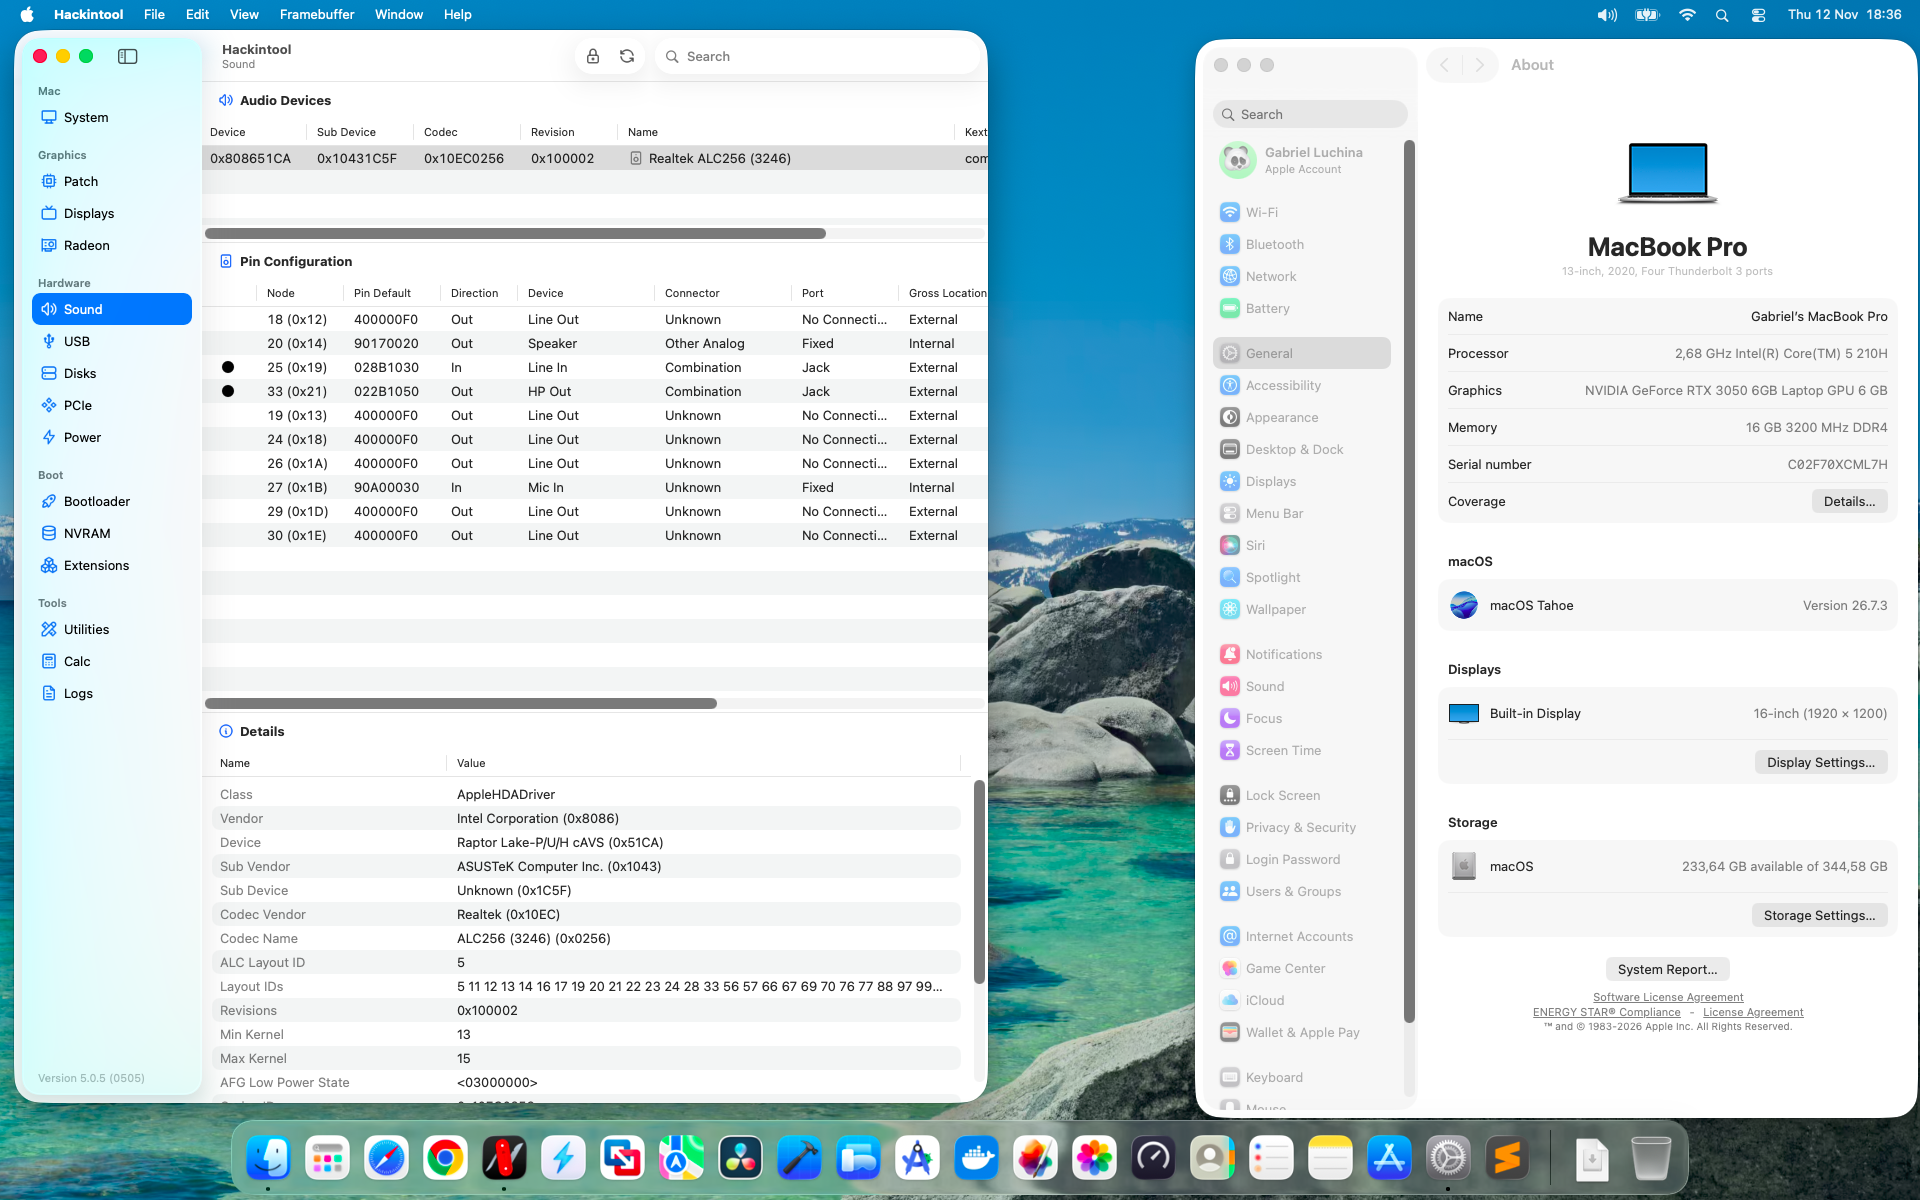 Hackintool File Edit View Framebuffer Window Help Thu 12 Nov 18:36
Hackintool
Sound
Search
Mac
System
Graphics
Patch
Displays
Radeon
Hardware
Sound
USB
Disks
PCIe
Power
Boot
Bootloader
NVRAM
Extensions
Tools
Utilities
Calc
Logs
Version 5.0.5 (0505)
Audio Devices
Device Sub Device Codec Revision Name Kext
0x808651CA 0x10431C5F 0x10EC0256 0x100002 Realtek ALC256 (3246) com
Pin Configuration
Node Pin Default Direction Device Connector Port Gross Location
18 (0x12) 400000F0 Out Line Out Unknown No Connecti... External
20 (0x14) 90170020 Out Speaker Other Analog Fixed Internal
25 (0x19) 028B1030 In Line In Combination Jack External
33 (0x21) 022B1050 Out HP Out Combination Jack External
19 (0x13) 400000F0 Out Line Out Unknown No Connecti... External
24 (0x18) 400000F0 Out Line Out Unknown No Connecti... External
26 (0x1A) 400000F0 Out Line Out Unknown No Connecti... External
27 (0x1B) 90A00030 In Mic In Unknown Fixed Internal
29 (0x1D) 400000F0 Out Line Out Unknown No Connecti... External
30 (0x1E) 400000F0 Out Line Out Unknown No Connecti... External
Details
Name Value
Class AppleHDADriver
Vendor Intel Corporation (0x8086)
Device Raptor Lake-P/U/H cAVS (0x51CA)
Sub Vendor ASUSTeK Computer Inc. (0x1043)
Sub Device Unknown (0x1C5F)
Codec Vendor Realtek (0x10EC)
Codec Name ALC256 (3246) (0x0256)
ALC Layout ID 5
Layout IDs 5 11 12 13 14 16 17 19 20 21 22 23 24 28 33 56 57 66 67 69 70 76 77 88 97 99...
Revisions 0x100002
Min Kernel 13
Max Kernel 15
AFG Low Power State <03000000>
About
Search
Gabriel Luchina
Apple Account
Wi-Fi
Bluetooth
Network
Battery
General
Accessibility
Appearance
Desktop & Dock
Displays
Menu Bar
Siri
Spotlight
Wallpaper
Notifications
Sound
Focus
Screen Time
Lock Screen
Privacy & Security
Login Password
Users & Groups
Internet Accounts
Game Center
iCloud
Wallet & Apple Pay
Keyboard
Mouse
MacBook Pro
13-inch, 2020, Four Thunderbolt 3 ports
Name Gabriel's MacBook Pro
Processor 2,68 GHz Intel(R) Core(TM) 5 210H
Graphics NVIDIA GeForce RTX 3050 6GB Laptop GPU 6 GB
Memory 16 GB 3200 MHz DDR4
Serial number C02F70XCML7H
Coverage Details...
macOS
macOS Tahoe Version 26.7.3
Displays
Built-in Display 16-inch (1920 × 1200)
Display Settings...
Storage
macOS 233,64 GB available of 344,58 GB
Storage Settings...
System Report...
Software License Agreement
ENERGY STAR® Compliance - License Agreement
™ and © 1983-2026 Apple Inc. All Rights Reserved.